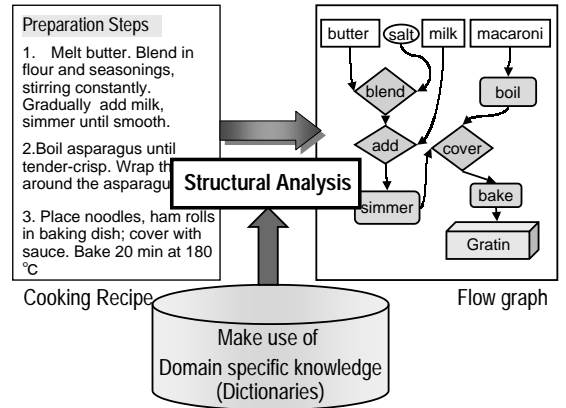 Preparation Steps
1. Melt butter. Blend in
flour and seasonings,
stirring constantly.
Gradually add milk,
simmer until smooth.
2.Boil asparagus until
tender-crisp. Wrap
around the
3. Place noodles, ham rolls
in baking dish; cover with
sauce. Bake 20 min at 180
°C
Cooking Recipe
Structural Analysis
butter
salt
milk
macaroni
blend
boil
add
cover
simmer
bake
Gratin
Flow graph
Make use of
Domain specific knowledge
(Dictionaries)